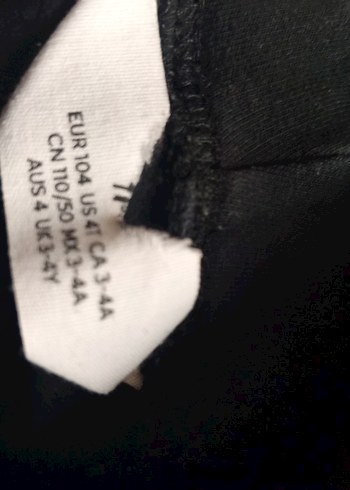 EUR 104 US 4T CA 3-4A
CN 110/50 MX 3-4A
AUS 4 UK 3-4Y